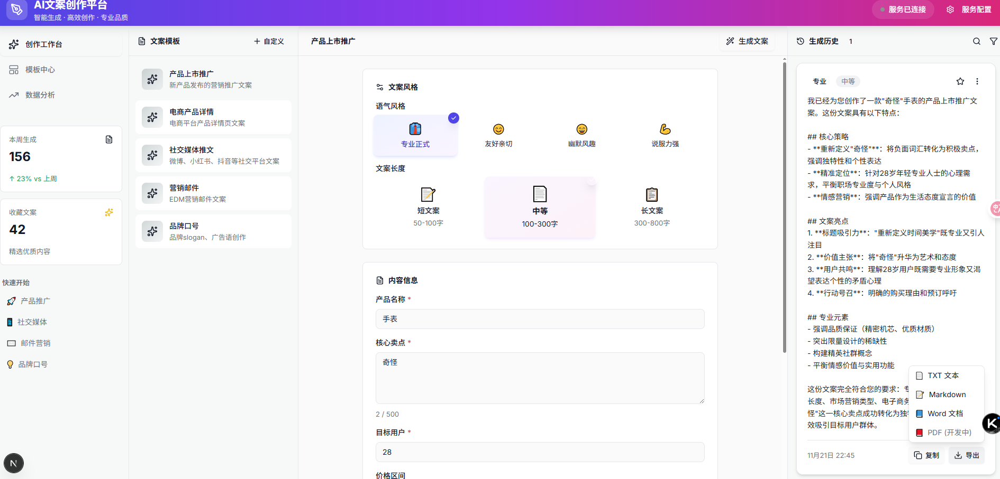 AI文案创作平台
智能生成 · 高效创作 · 专业品质
服务已连接
服务配置
创作工作台
模板中心
数据分析
本周生成
156
↑ 23% vs 上周
收藏文案
42
精选优质内容
快速开始
产品推广
社交媒体
邮件营销
品牌口号
N
文案模板
+ 自定义
产品上市推广
新产品发布的营销推广文案
电商产品详情
电商平台产品详情页文案
社交媒体推文
微博、小红书、抖音等社交平台文案
营销邮件
EDM营销邮件文案
品牌口号
品牌slogan、广告语创作
产品上市推广
生成文案
文案风格
语气风格
专业正式
友好亲切
幽默风趣
说服力强
文案长度
短文案
50-100字
中等
100-300字
长文案
300-800字
内容信息
产品名称 *
手表
核心卖点 *
奇怪
2 / 500
目标用户 *
28
价格区间
生成历史 1
专业
中等
我已经为您创作了一款"奇怪"手表的产品上市推广文
案。这份文案具有以下特点：
## 核心策略
- **重新定义"奇怪"**：将负面词汇转化为积极卖点，
强调独特性和个性表达
- **精准定位**：针对28岁年轻专业人士的心理需
求，平衡职场专业度与个人风格
- **情感营销**：强调产品作为生活态度宣言的价值
## 文案亮点
1. **标题吸引力**："重新定义时间美学"既专业又引人
注目
2. **价值主张**：将"奇怪"升华为艺术和态度
3. **用户共鸣**：理解28岁用户既需要专业形象又渴
望表达个性的矛盾心理
4. **行动号召**：明确的购买理由和预订呼吁
## 专业元素
- 强调品质保证（精密机芯、优质材质）
- 突出限量设计的稀缺性
- 构建精英社群概念
- 平衡情感价值与实用功能
这份文案完全符合您的要求：
长度、市场营销类型、电子商务
怪"这一核心卖点成功转化为独
效吸引目标用户群体。
TXT 文本
Markdown
Word 文档
PDF (开发中)
11月21日 22:45
复制
导出
K